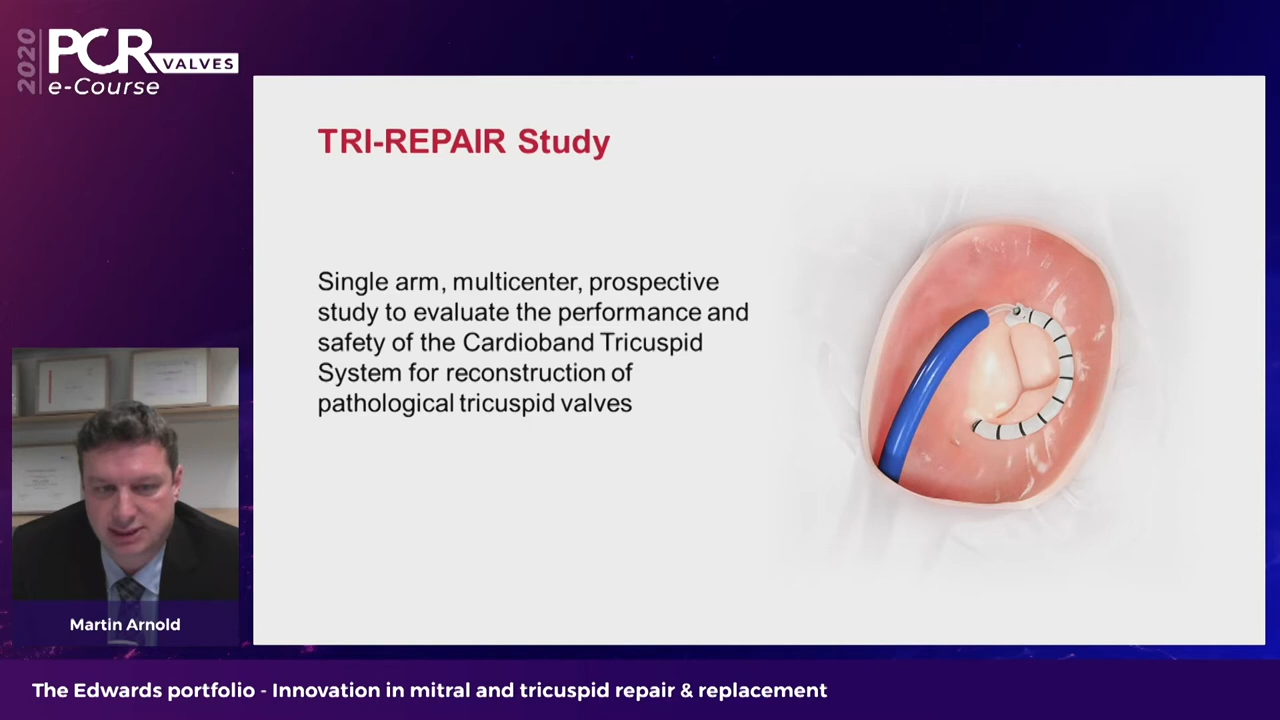 2020
PCR
VALVES
e-Course
TRI-REPAIR Study
Single arm, multicenter, prospective
study to evaluate the performance and
safety of the Cardioband Tricuspid
System for reconstruction of
pathological tricuspid valves
Martin Arnold
The Edwards portfolio - Innovation in mitral and tricuspid repair & replacement